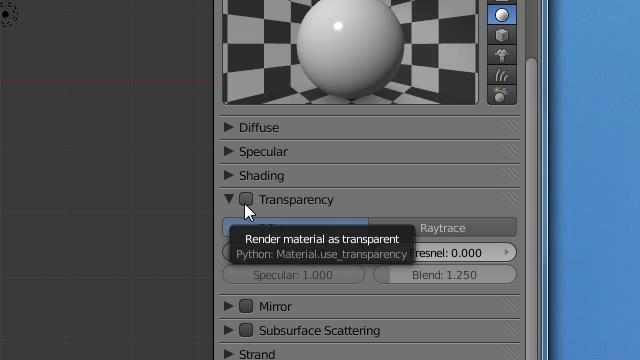 Diffuse
Specular
Shading
Transparency
Raytrace
Render material as transparent
Python: Material.use_transparency
Fresnel: 0.000
Specular: 1.000
Blend: 1.250
Mirror
Subsurface Scattering
Strand